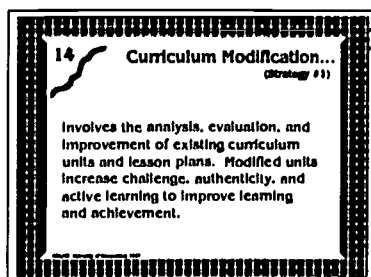 14
Curriculum Modification...
(Strategy #1)
Involves the analysis, evaluation, and
improvement of existing curriculum
units and lesson plans. Modified units
increase challenge, authenticity, and
active learning to improve learning
and achievement.